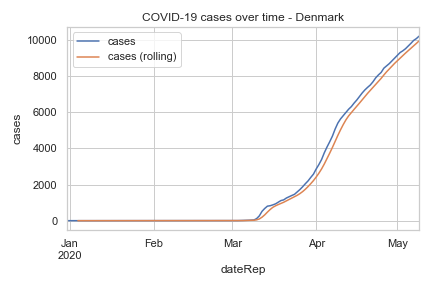 COVID-19 cases over time - Denmark
cases
cases (rolling)
10000
8000
6000
4000
2000
0
cases
Jan Feb Mar Apr May
2020
dateRep